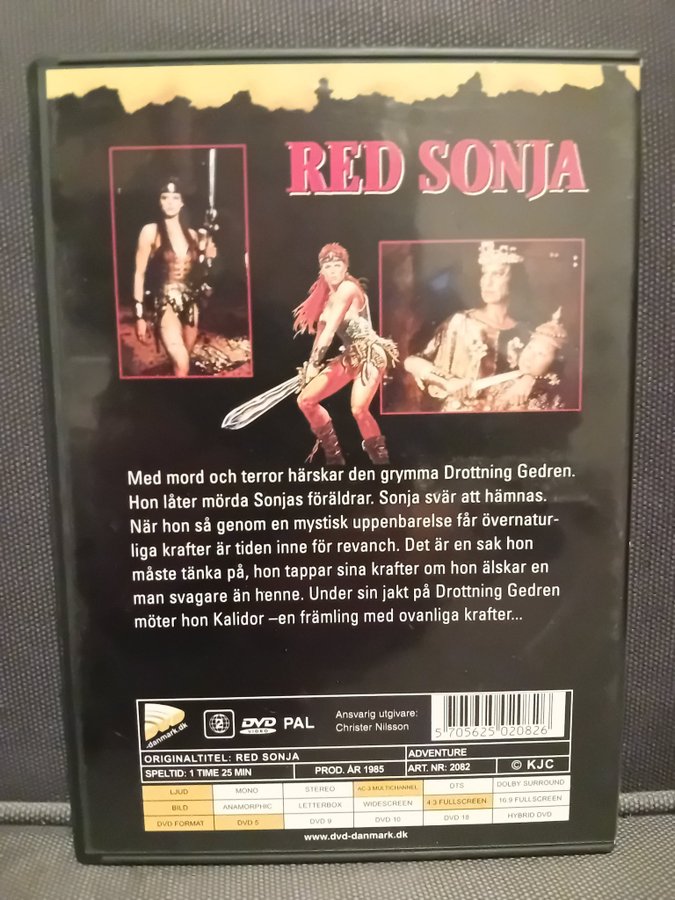 RED SONJA
Med mord och terror härskar den grymma Drottning Gedren.
Hon låter mörda Sonjas föräldrar. Sonja svär att hämnas.
När hon så genom en mystisk uppenbarelse får övernatur-
liga krafter är tiden inne för revanch. Det är en sak hon
måste tänka på, hon tappar sina krafter om hon älskar en
man svagare än henne. Under sin jakt på Drottning Gedren
möter hon Kalidor –en främling med ovanliga krafter...
-danmark.dk
2
DVD
VIDEO
PAL
Ansvarig utgivare:
Christer Nilsson
5 705625 020826
ORIGINALTITEL: RED SONJA
ADVENTURE
SPELTID: 1 TIME 25 MIN
PROD. ÅR 1985
ART. NR: 2082
© KJC
LJUD MONO STEREO AC-3 MULTICHANNEL DTS DOLBY SURROUND
BILD ANAMORPHIC LETTERBOX WIDESCREEN 4:3 FULLSCREEN 16:9 FULLSCREEN
DVD FORMAT DVD 5 DVD 9 DVD 10 DVD 18 HYBRID DVD
www.dvd-danmark.dk